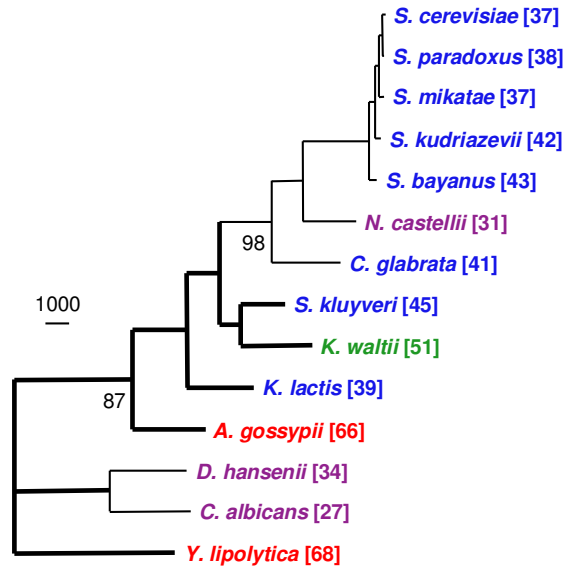 S. cerevisiae [37]
S. paradoxus [38]
S. mikatae [37]
S. kudriazevii [42]
S. bayanus [43]
N. castellii [31]
98
C. glabrata [41]
1000
S. kluyveri [45]
K. waltii [51]
K. lactis [39]
87
A. gossypii [66]
D. hansenii [34]
C. albicans [27]
Y. lipolytica [68]